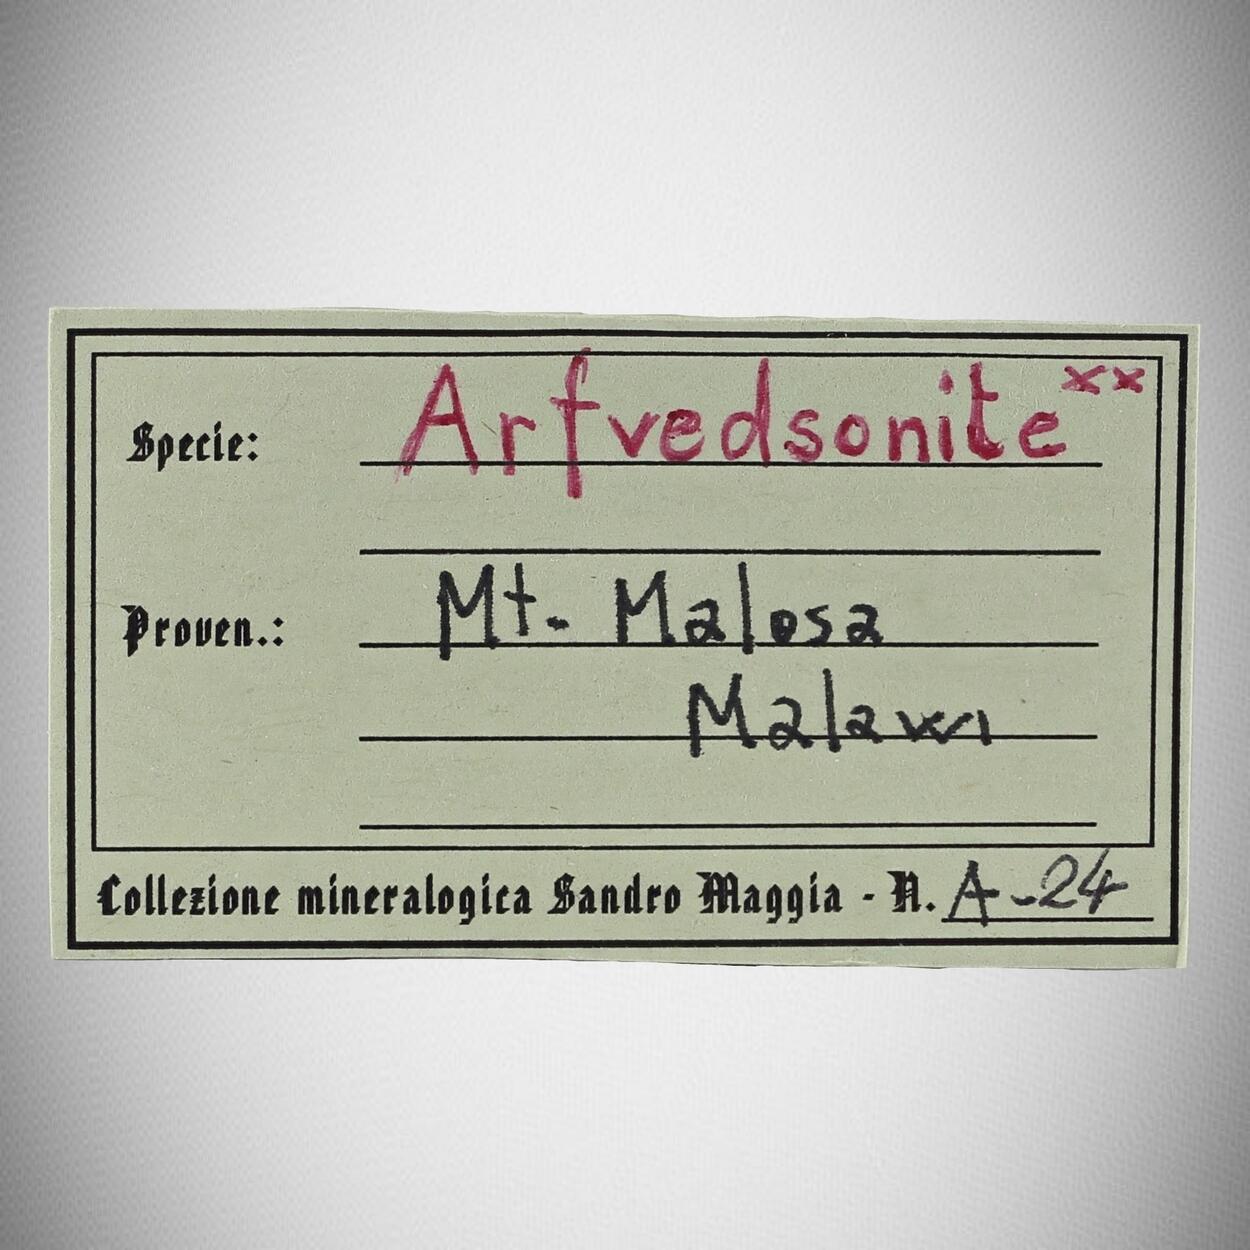 Specie: Arfvedsonite xx
Proven.: Mt. Malosa
Malawi
Collezione mineralogica Sandro Maggia - N. A-24